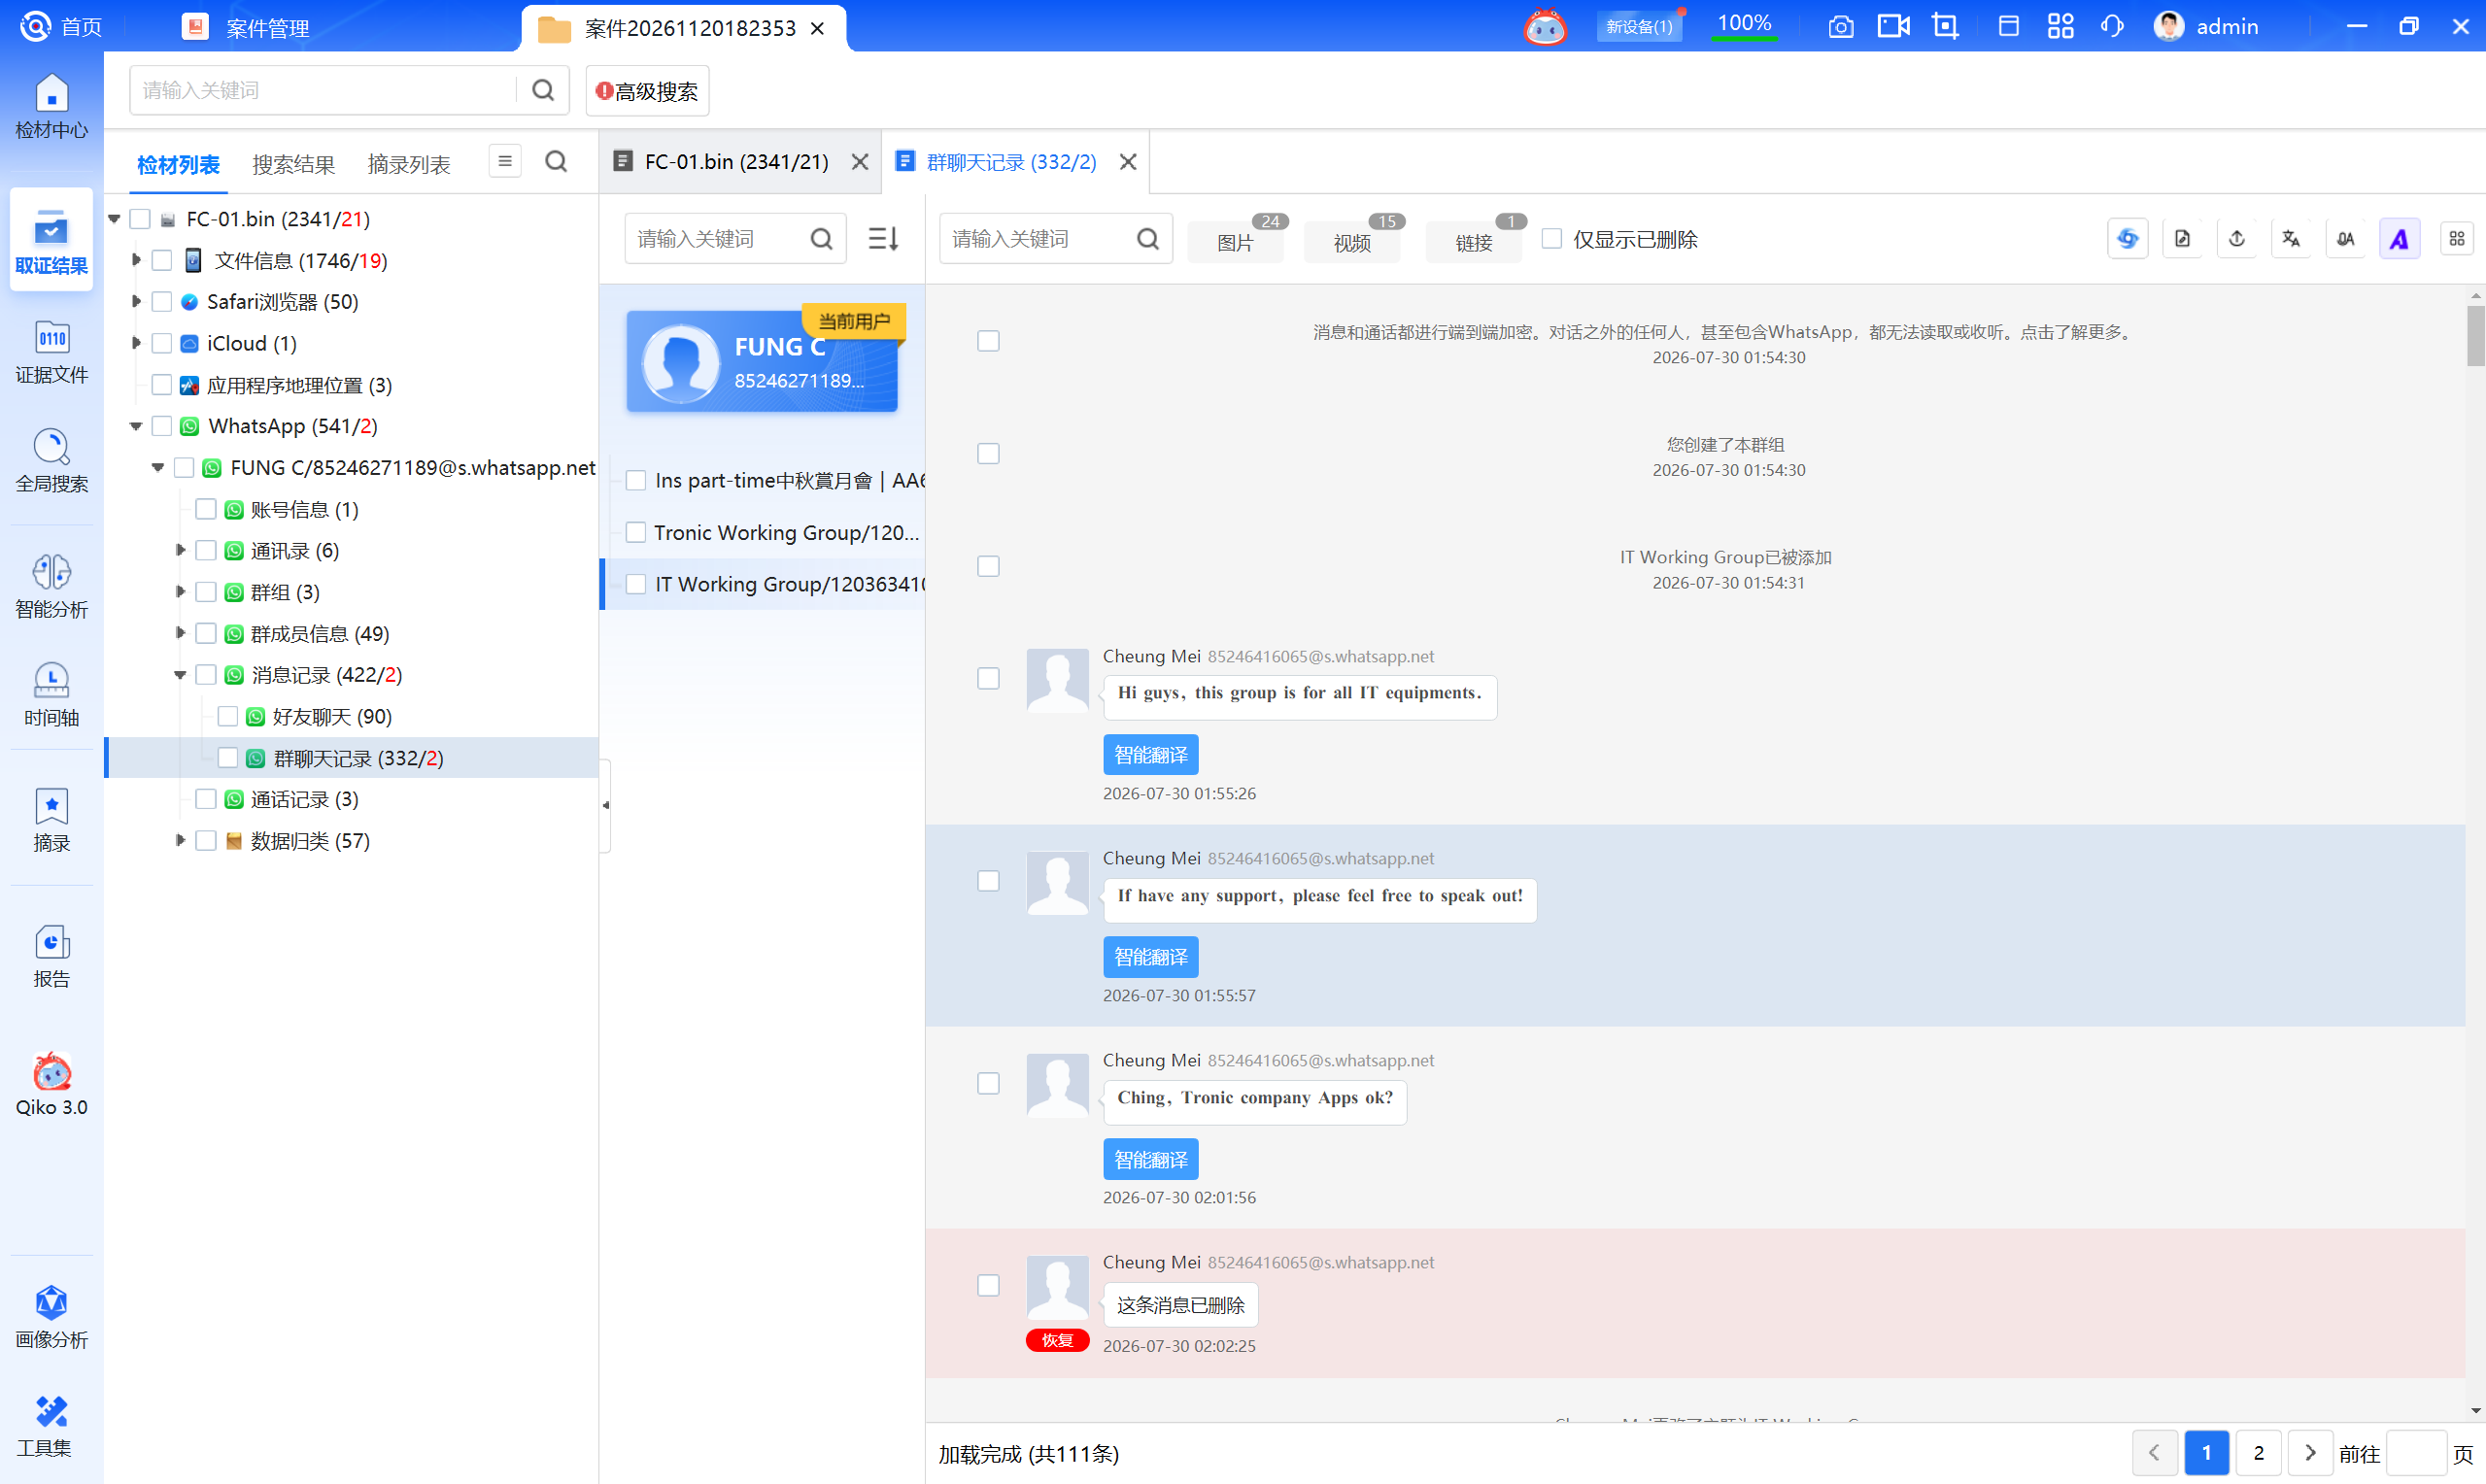 首页
案件管理
案件20261120182353
新设备(1)
100%
admin
请输入关键词
高级搜索
检材中心
取证结果
证据文件
全局搜索
智能分析
时间轴
摘录
报告
Qiko 3.0
画像分析
工具集
检材列表
搜索结果
摘录列表
FC-01.bin (2341/21)
文件信息 (1746/19)
Safari浏览器 (50)
iCloud (1)
应用程序地理位置 (3)
WhatsApp (541/2)
FUNG C/85246271189@s.whatsapp.net
账号信息 (1)
通讯录 (6)
群组 (3)
群成员信息 (49)
消息记录 (422/2)
好友聊天 (90)
群聊天记录 (332/2)
通话记录 (3)
数据归类 (57)
FC-01.bin (2341/21)
群聊天记录 (332/2)
请输入关键词
当前用户
FUNG C
85246271189...
Ins part-time中秋賞月會 | AA
Tronic Working Group/120...
IT Working Group/12036341
请输入关键词
图片
24
视频
15
链接
1
仅显示已删除
消息和通话都进行端到端加密。对话之外的任何人，甚至包含WhatsApp，都无法读取或收听。点击了解更多。
2026-07-30 01:54:30
您创建了本群组
2026-07-30 01:54:30
IT Working Group已被添加
2026-07-30 01:54:31
Cheung Mei 85246416065@s.whatsapp.net
Hi guys, this group is for all IT equipments.
智能翻译
2026-07-30 01:55:26
Cheung Mei 85246416065@s.whatsapp.net
If have any support, please feel free to speak out!
智能翻译
2026-07-30 01:55:57
Cheung Mei 85246416065@s.whatsapp.net
Ching, Tronic company Apps ok?
智能翻译
2026-07-30 02:01:56
Cheung Mei 85246416065@s.whatsapp.net
这条消息已删除
恢复
2026-07-30 02:02:25
加载完成 (共111条)
1
2
前往
页